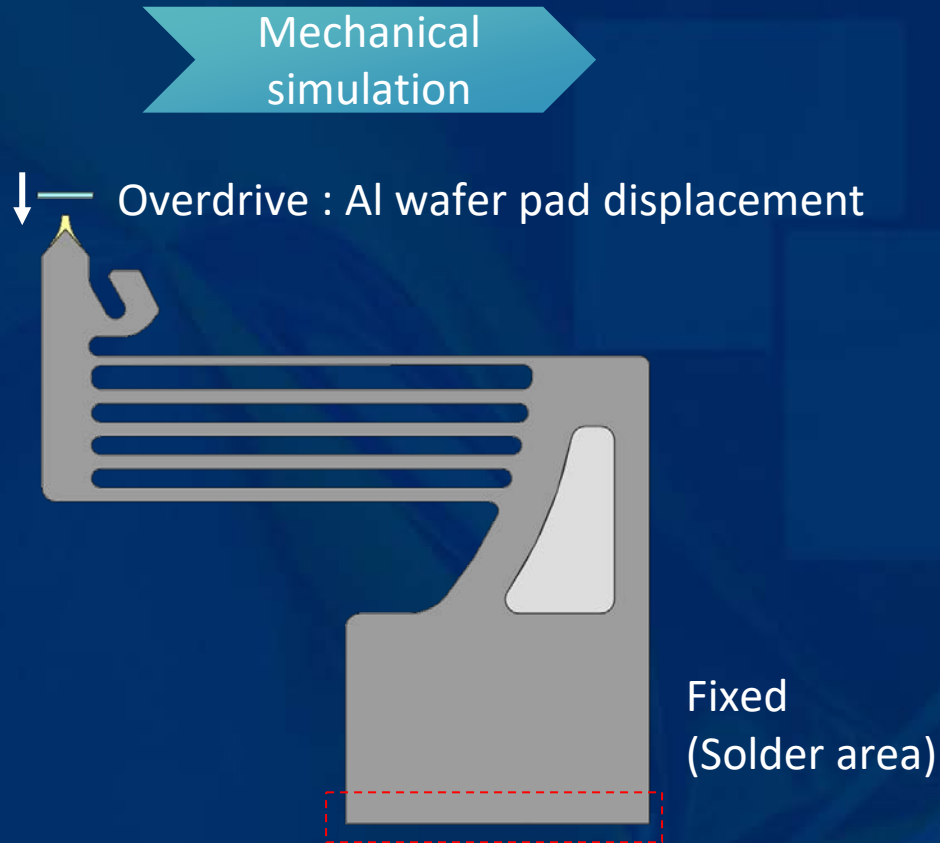 Mechanical
simulation
Overdrive : Al wafer pad displacement
Fixed
(Solder area)